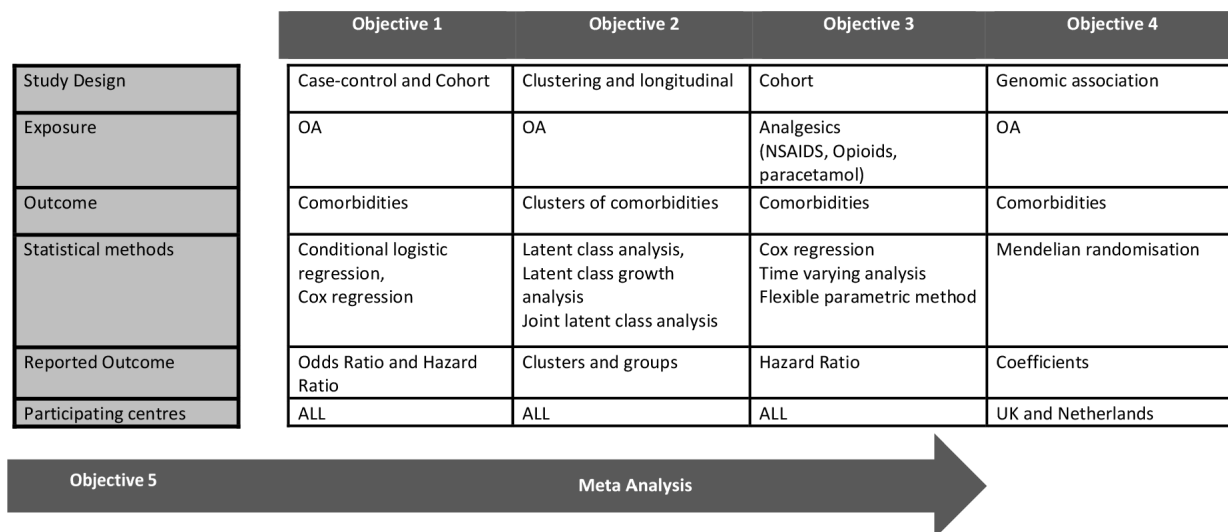 Objective 1
Objective 2
Objective 3
Objective 4
Study Design
Case-control and Cohort
Clustering and longitudinal
Cohort
Genomic association
Exposure
OA
OA
Analgesics
(NSAIDS, Opioids,
paracetamol)
OA
Outcome
Comorbidities
Clusters of comorbidities
Comorbidities
Comorbidities
Statistical methods
Conditional logistic
regression,
Cox regression
Latent class analysis,
Latent class growth
analysis
Joint latent class analysis
Cox regression
Time varying analysis
Flexible parametric method
Mendelian randomisation
Reported Outcome
Odds Ratio and Hazard
Ratio
Clusters and groups
Hazard Ratio
Coefficients
Participating centres
ALL
ALL
ALL
UK and Netherlands
Objective 5
Meta Analysis